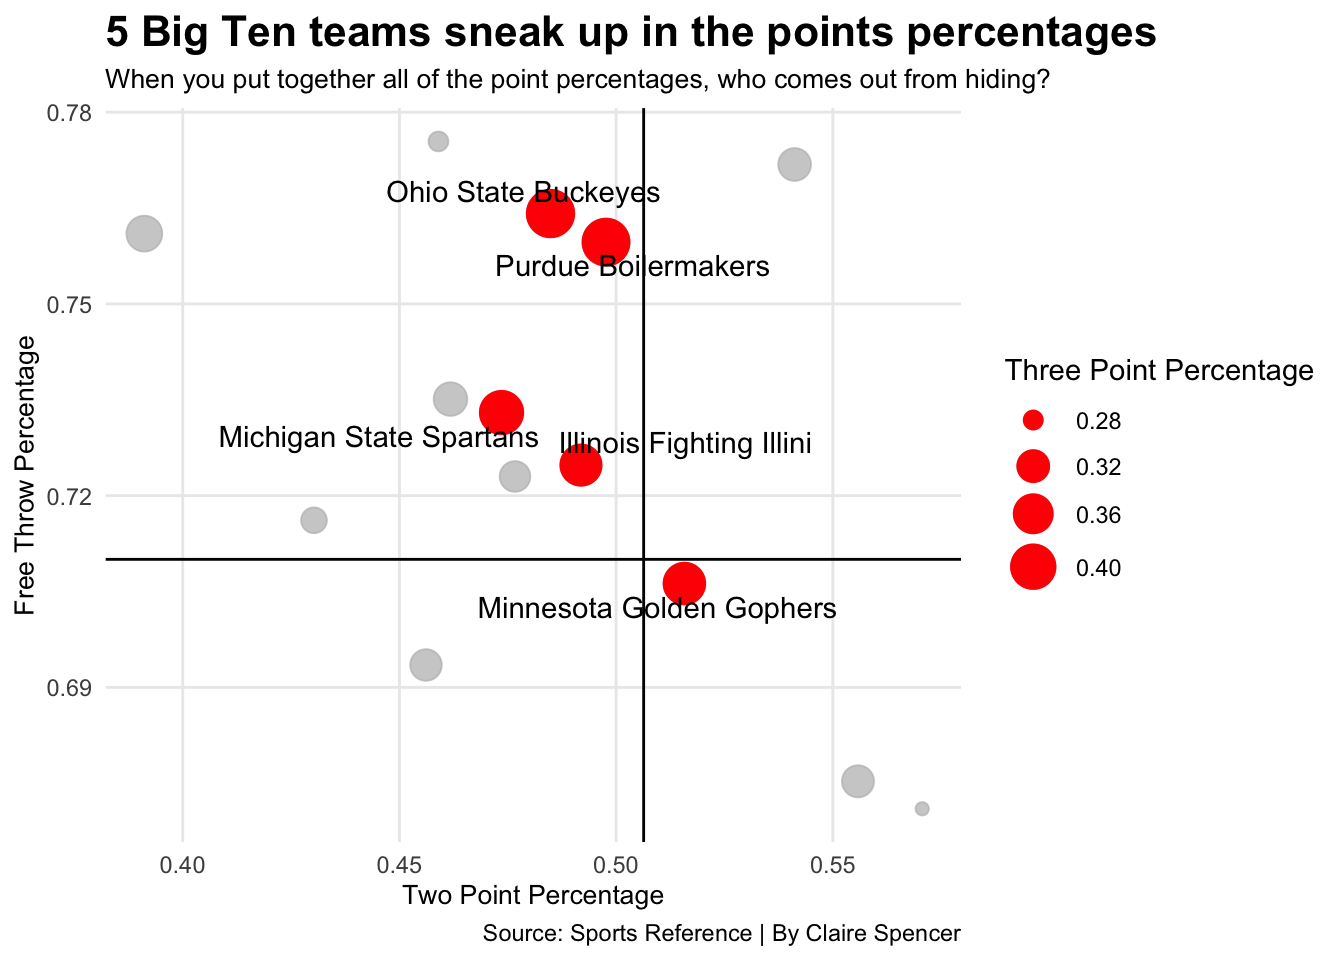 5 Big Ten teams sneak up in the points percentages
When you put together all of the point percentages, who comes out from hiding?
0.78
0.75
0.72
0.69
Free Throw Percentage
Ohio State Buckeyes
Purdue Boilermakers
Michigan State Spartans
Illinois Fighting Illini
Minnesota Golden Gophers
0.40
0.45
0.50
0.55
Two Point Percentage
Three Point Percentage
0.28
0.32
0.36
0.40
Source: Sports Reference | By Claire Spencer